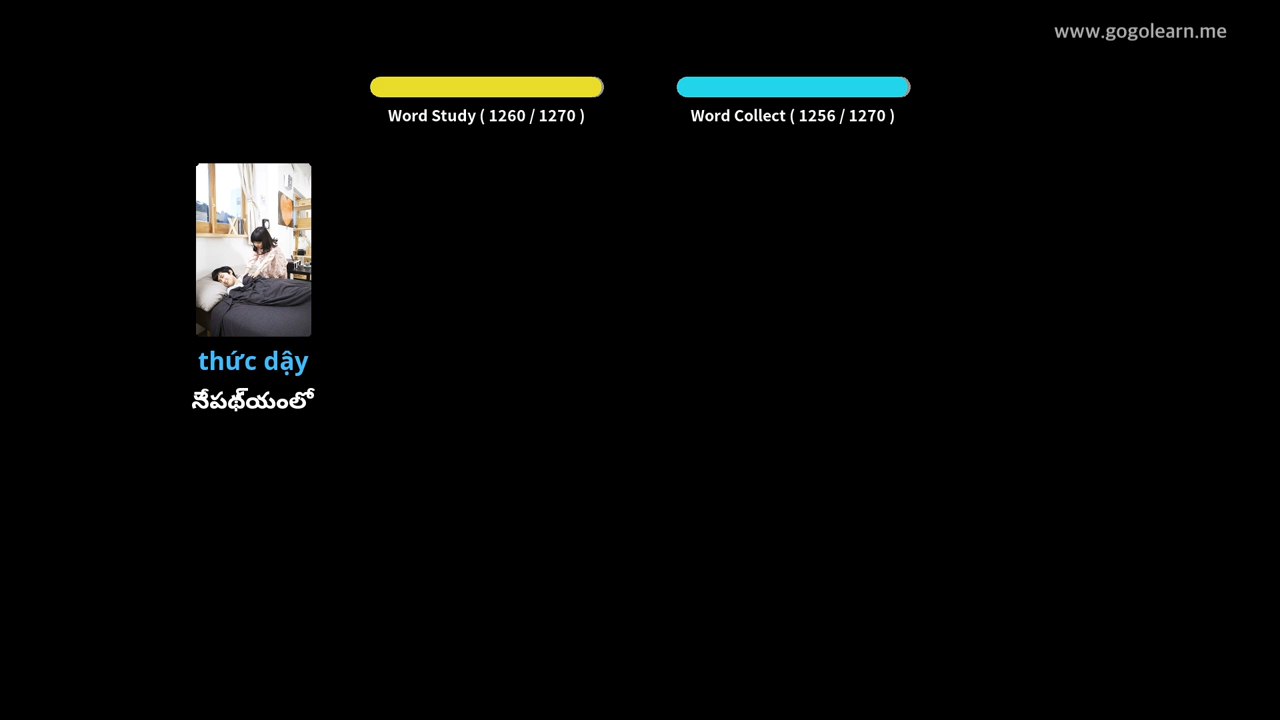 www.gogolearn.me
Word Study ( 1260 / 1270 )
Word Collect ( 1256 / 1270 )
thức dậy
నేపథ్యంలో